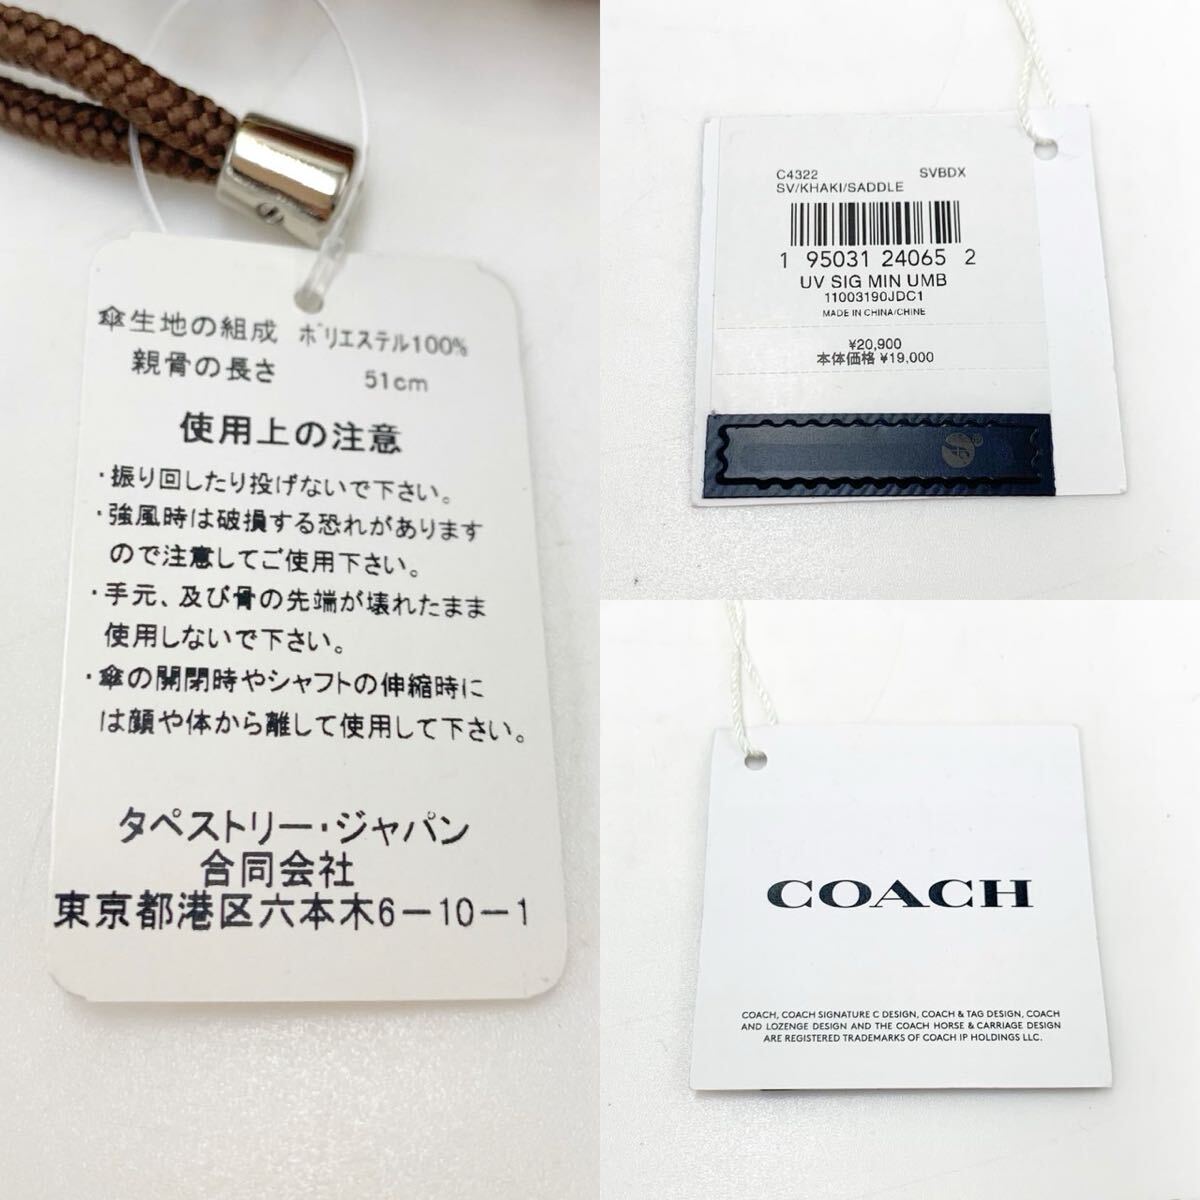 傘生地の組成 ポリエステル100%
親骨の長さ 51cm
使用上の注意
・振り回したり投げないで下さい。
・強風時は破損する恐れがあります
ので注意してご使用下さい。
・手元、及び骨の先端が壊れたまま
使用しないで下さい。
・傘の開閉時やシャフトの伸縮時に
は顔や体から離して使用して下さい。
タペストリー・ジャパン
合同会社
東京都港区六本木6-10-1
C4322 SVBDX
SV/KHAKI/SADDLE
1 95031 24065 2
UV SIG MIN UMB
11003190JDC1
MADE IN CHINA/CHINE
¥20,900
本体価格 ¥19,000
COACH
COACH, COACH SIGNATURE C DESIGN, COACH & TAG DESIGN, COACH
AND LOZENGE DESIGN AND THE COACH HORSE & CARRIAGE DESIGN
ARE REGISTERED TRADEMARKS OF COACH IP HOLDINGS LLC.